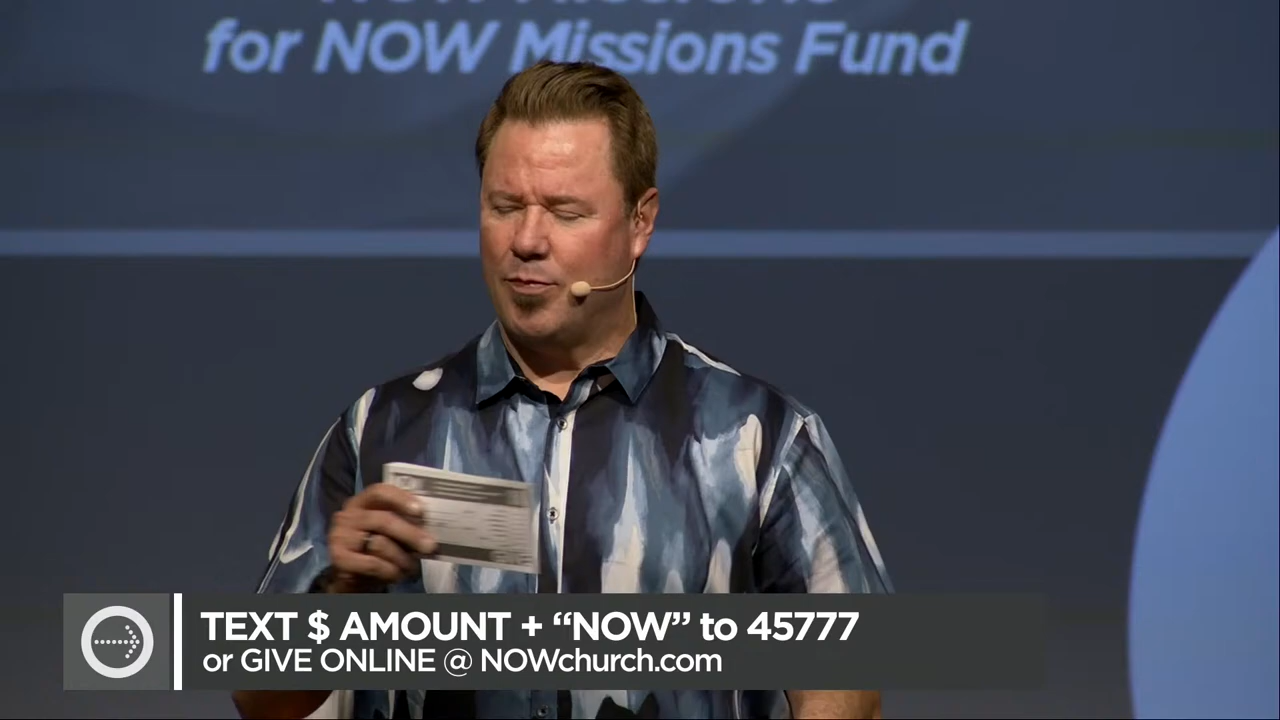 for NOW Missions Fund
TEXT $ AMOUNT + “NOW” to 45777
or GIVE ONLINE @ NOWchurch.com